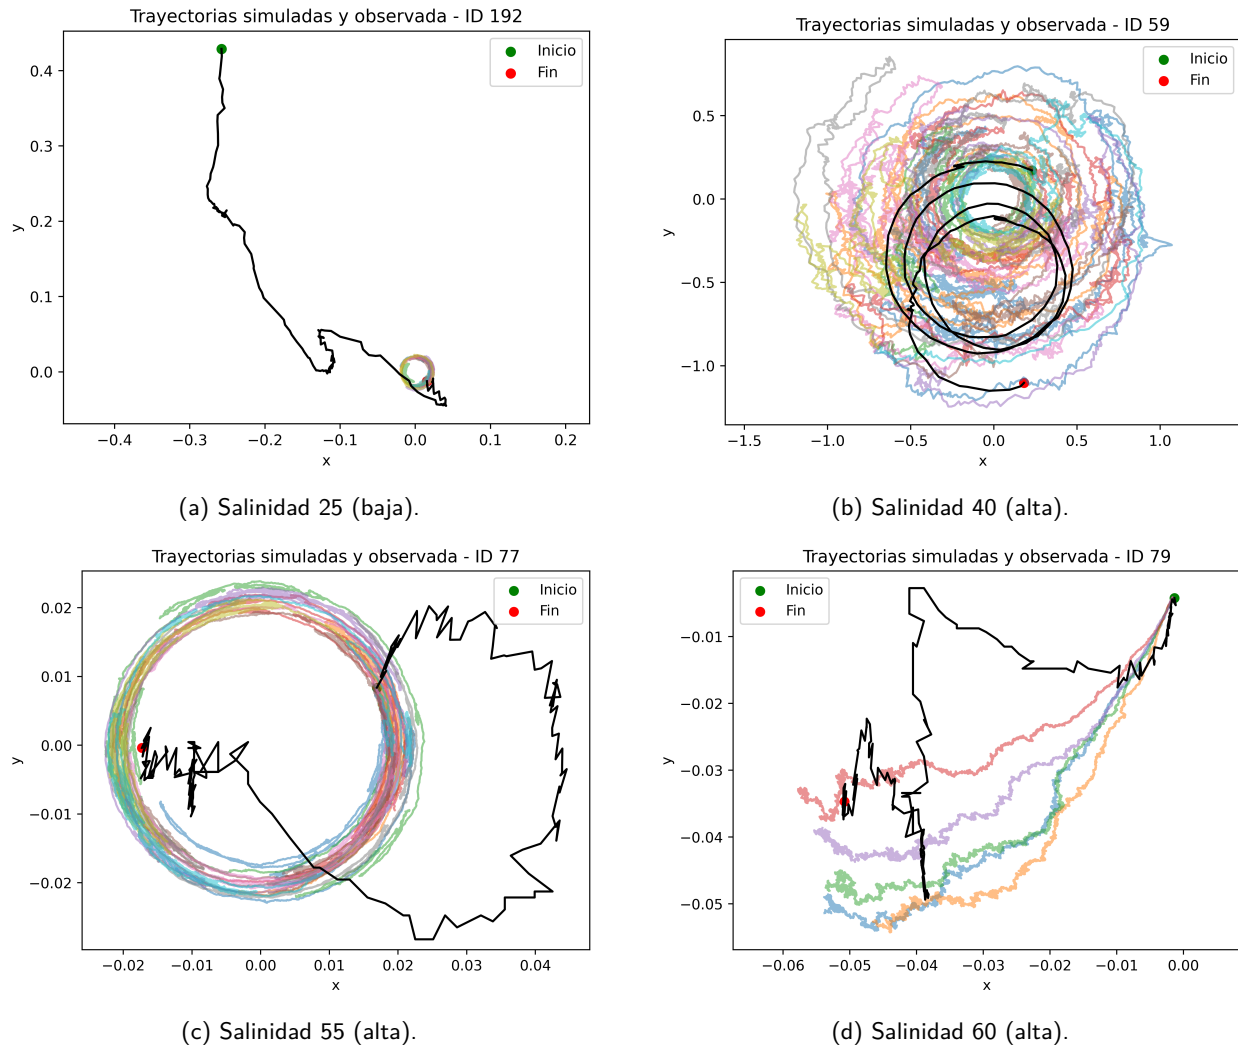 Trayectorias simuladas y observada - ID 192
Inicio
Fin
0.4
0.3
0.2
0.1
0.0
y
−0.4
−0.3
−0.2
−0.1
0.0
0.1
0.2
x
(a) Salinidad 25 (baja).
Trayectorias simuladas y observada - ID 59
Inicio
Fin
0.5
0.0
−0.5
−1.0
y
−1.5
−1.0
−0.5
0.0
0.5
1.0
x
(b) Salinidad 40 (alta).
Trayectorias simuladas y observada - ID 77
Inicio
Fin
0.02
0.01
0.00
−0.01
−0.02
y
−0.02
−0.01
0.00
0.01
0.02
0.03
0.04
x
(c) Salinidad 55 (alta).
Trayectorias simuladas y observada - ID 79
Inicio
Fin
−0.01
−0.02
−0.03
−0.04
−0.05
y
−0.06
−0.05
−0.04
−0.03
−0.02
−0.01
0.00
x
(d) Salinidad 60 (alta).